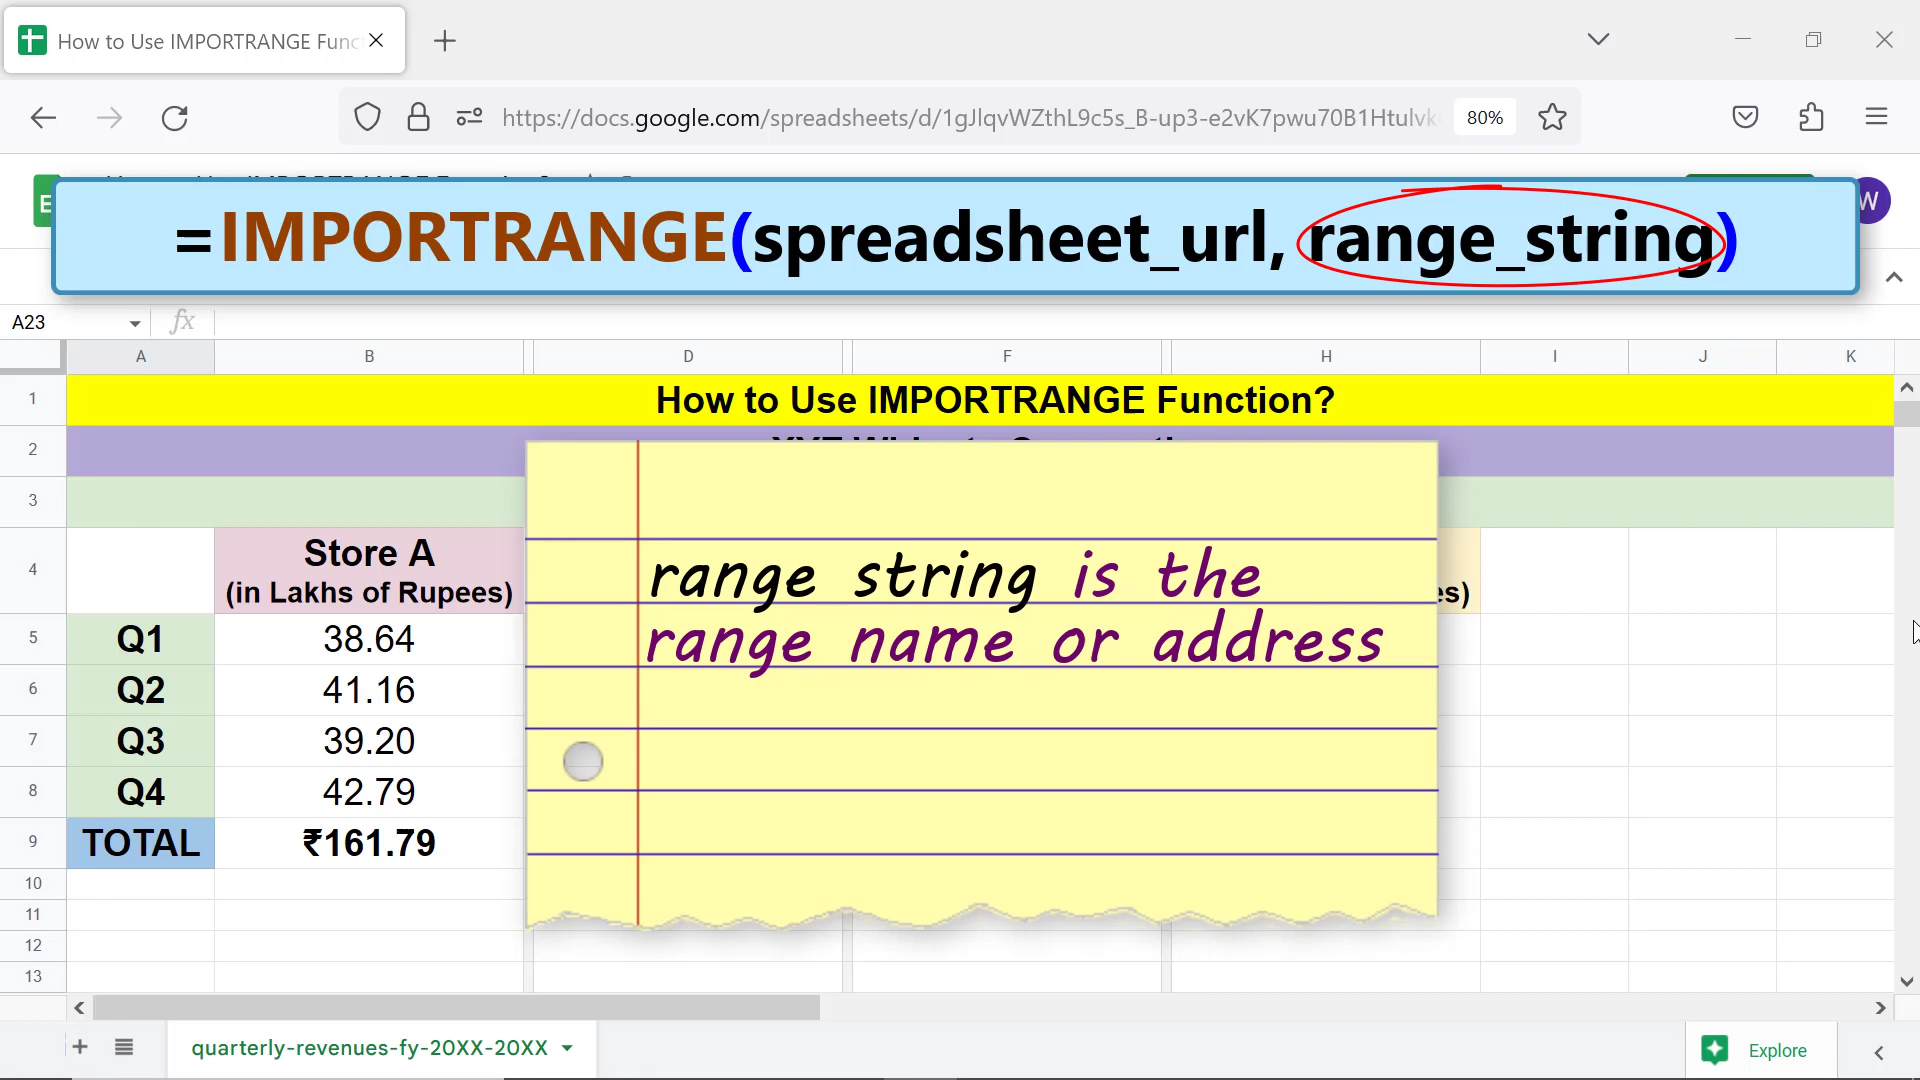 How to Use IMPORTRANGE Func
https://docs.google.com/spreadsheets/d/1gJlqvWZthL9c5s_B-up3-e2vK7pwu70B1Htulvk
80%
W
=IMPORTRANGE(spreadsheet_url, range_string)
A23
fx
A B D F H I J K
1 How to Use IMPORTRANGE Function?
2
3
4 Store A
(in Lakhs of Rupees)
es)
range string is the
range name or address
5 Q1 38.64
6 Q2 41.16
7 Q3 39.20
8 Q4 42.79
9 TOTAL ₹161.79
10
11
12
13
quarterly-revenues-fy-20XX-20XX
Explore